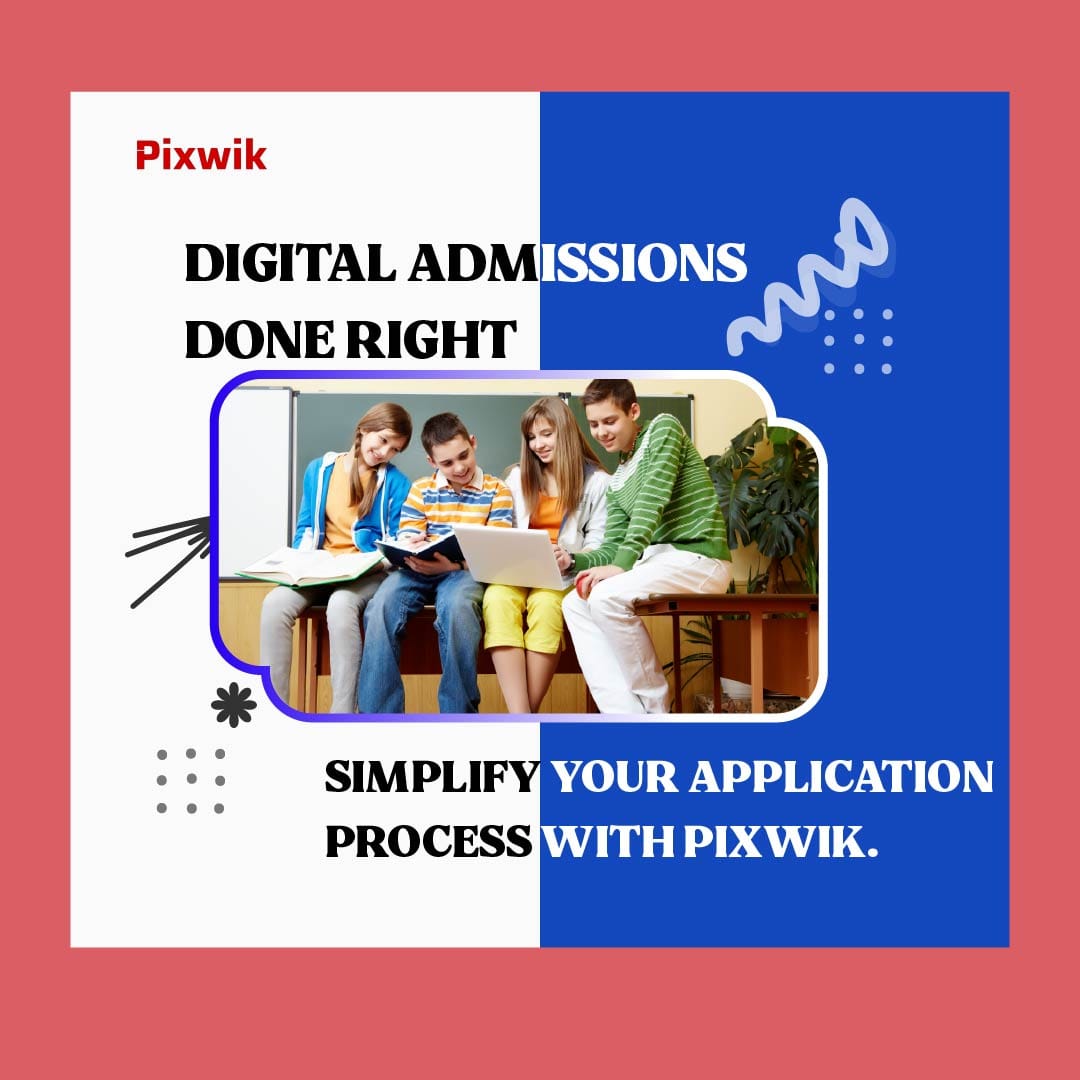 Pixwik
DIGITAL ADMISSIONS
DONE RIGHT
SIMPLIFY YOUR APPLICATION
PROCESS WITH PIXWIK.